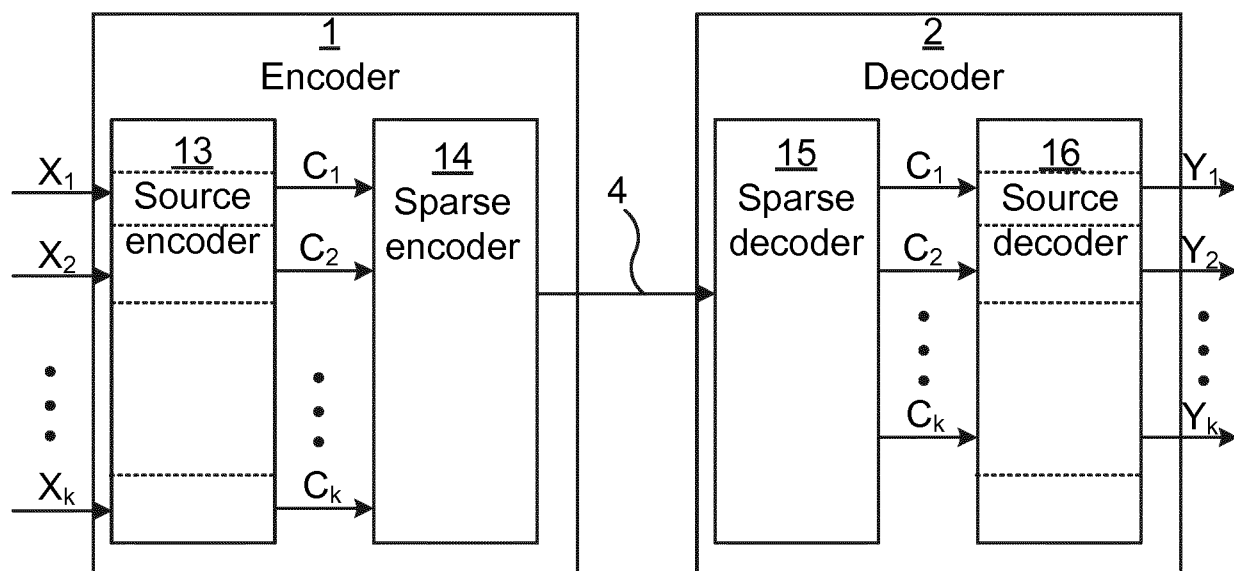 1
Encoder
2
Decoder
13
Source
encoder
14
Sparse
encoder
15
Sparse
decoder
16
Source
decoder
X₁
X₂
Xₖ
C₁
C₂
Cₖ
4
C₁
C₂
Cₖ
Y₁
Y₂
Yₖ